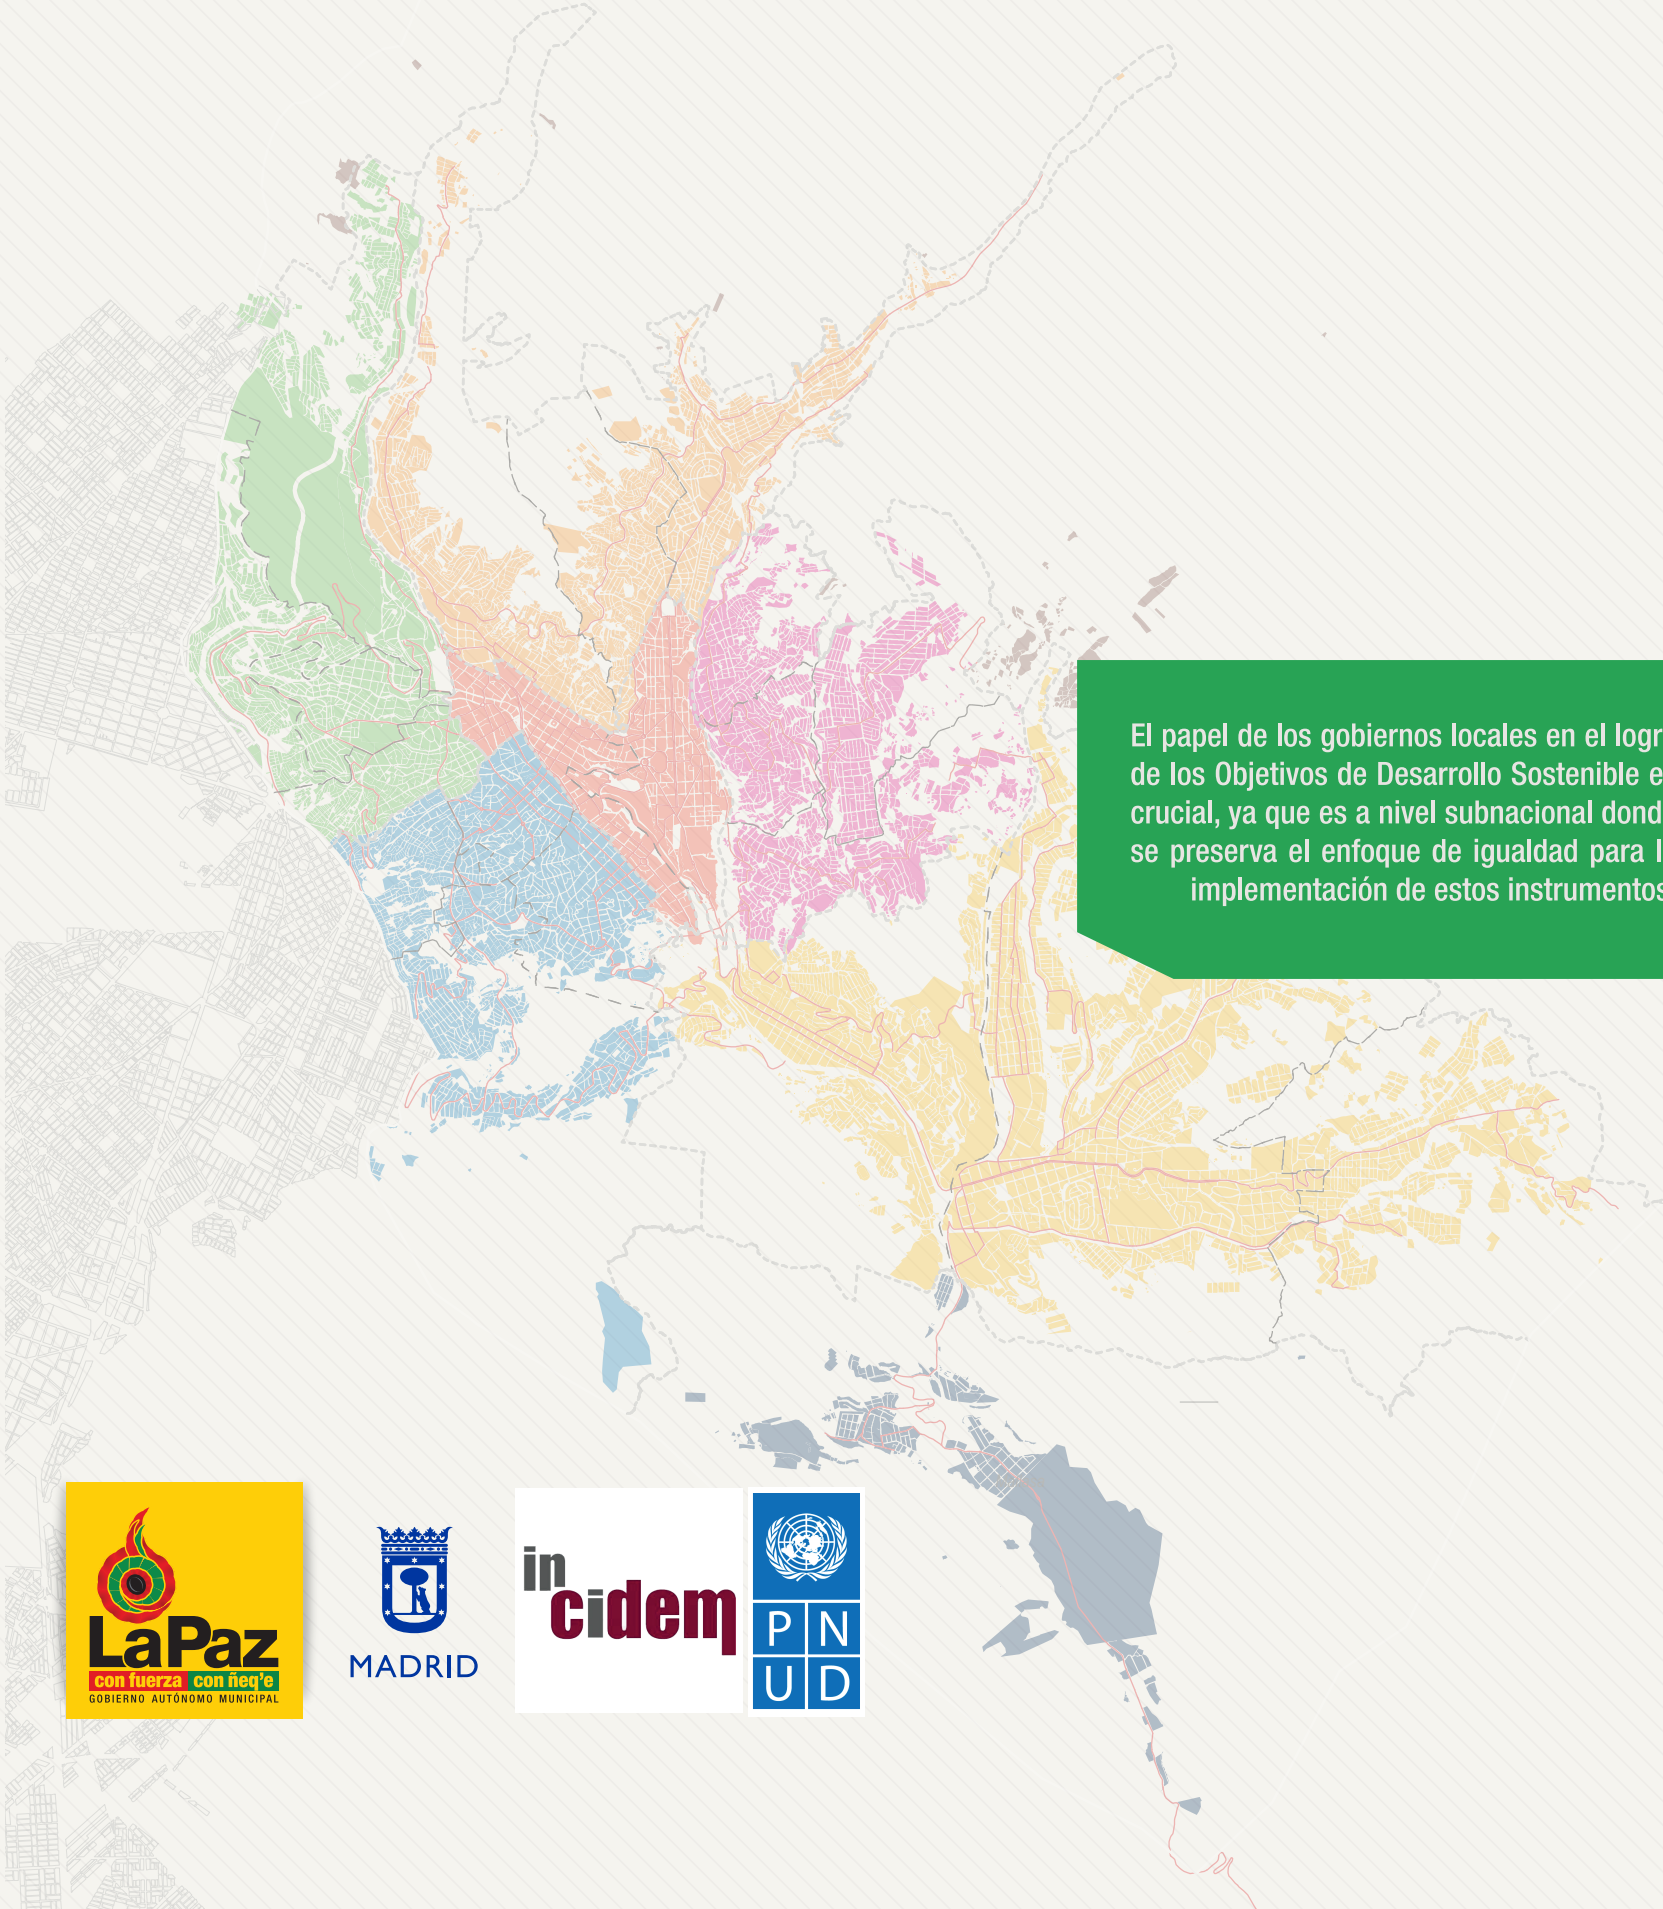 El papel de los gobiernos locales en el logr
de los Objetivos de Desarrollo Sostenible e
crucial, ya que es a nivel subnacional dond
se preserva el enfoque de igualdad para l
implementación de estos instrumentos
LaPaz
con fuerza con ñeq'e
GOBIERNO AUTÓNOMO MUNICIPAL
MADRID
in
cidem
P N
U D